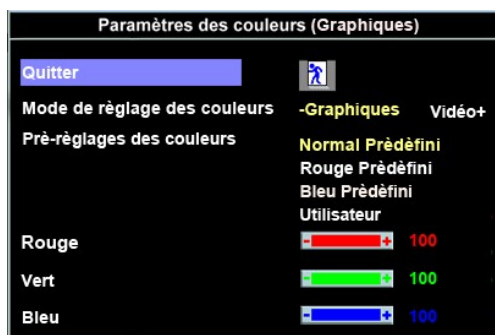 Paramètres des couleurs (Graphiques)
Quitter
Mode de règlage des couleurs -Graphiques Vidéo+
Prè-règlages des couleurs Normal Prèdèfini
Rouge Prèdèfini
Bleu Prèdèfini
Utilisateur
Rouge - + 100
Vert - + 100
Bleu - + 100